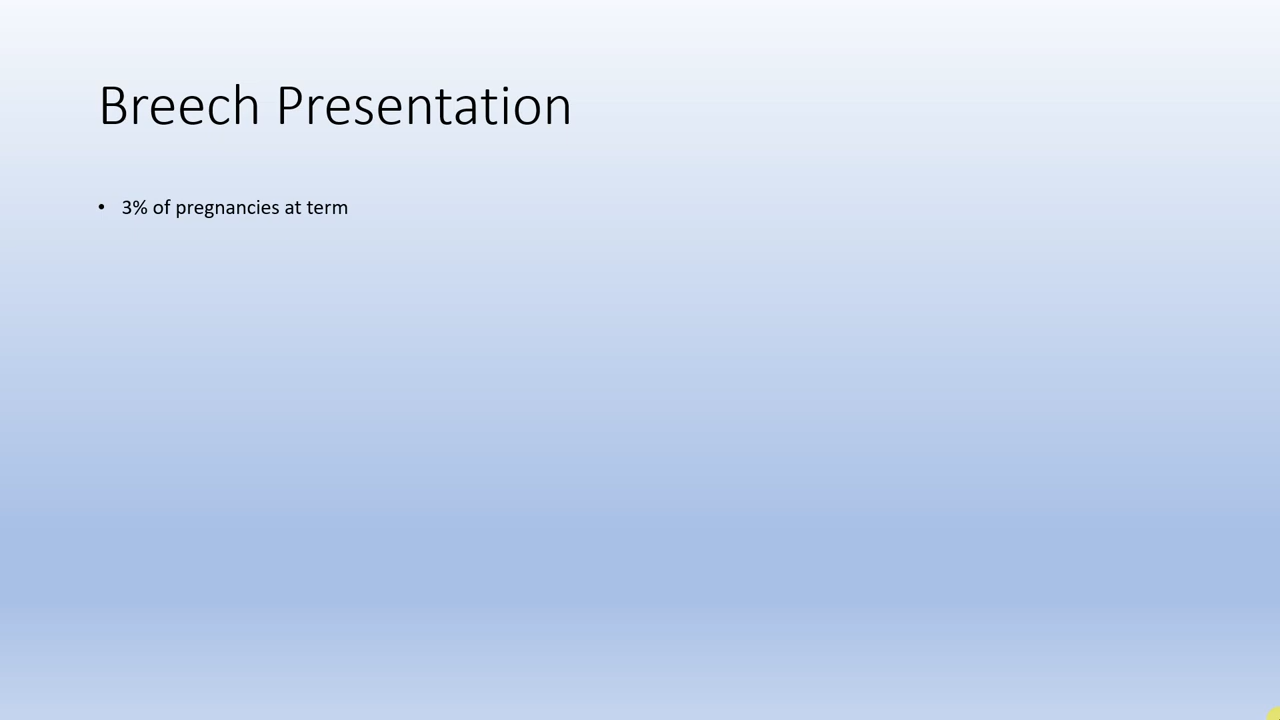 Breech Presentation
• 3% of pregnancies at term